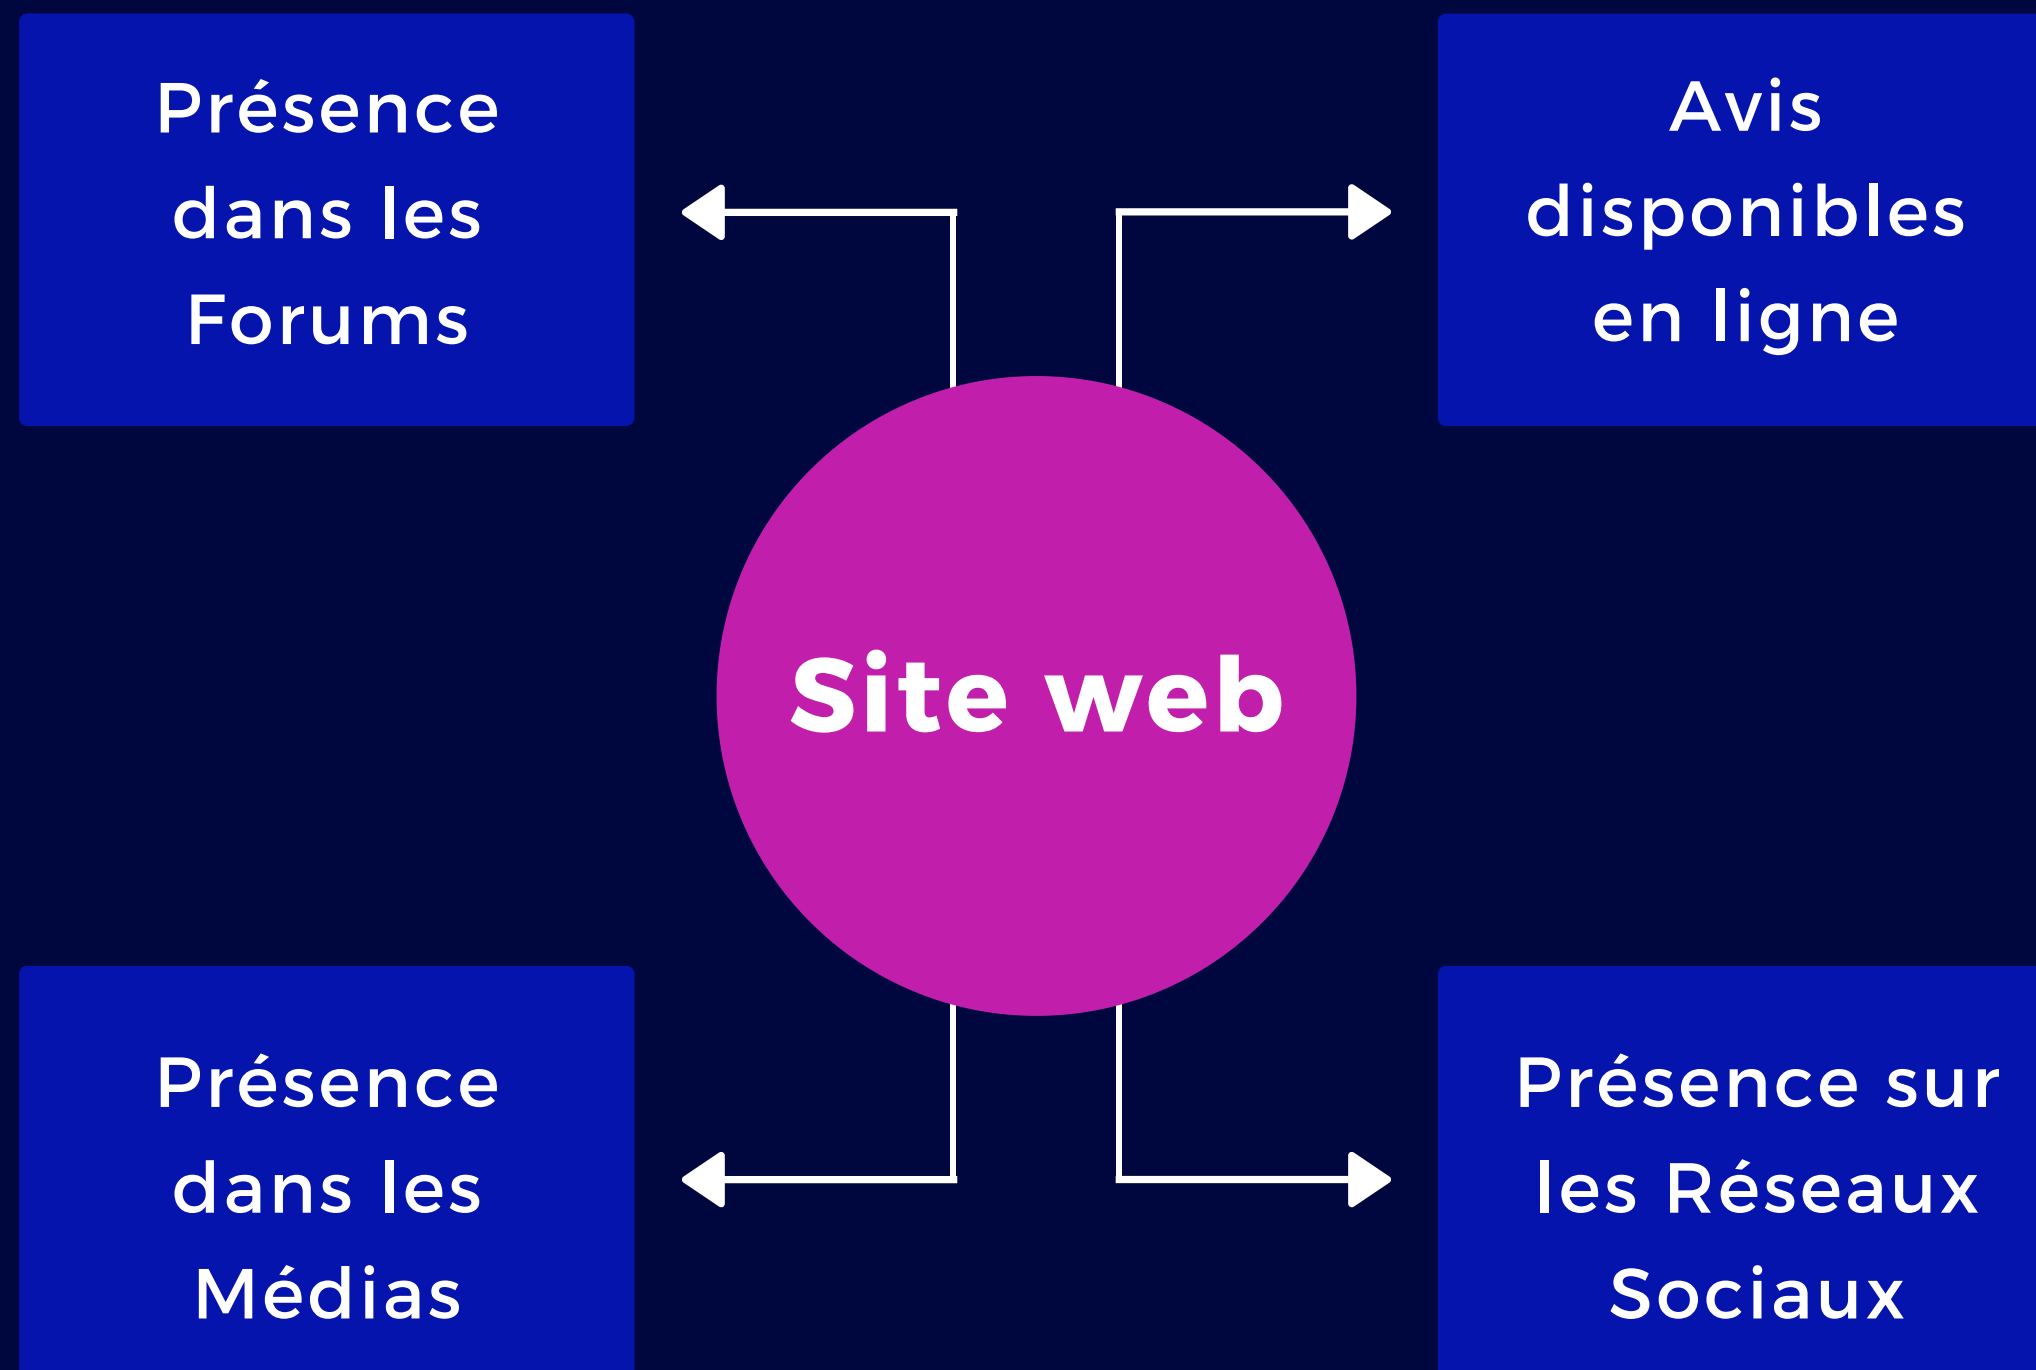 Présence
dans les
Forums
Avis
disponibles
en ligne
Site web
Présence
dans les
Médias
Présence sur
les Réseaux
Sociaux